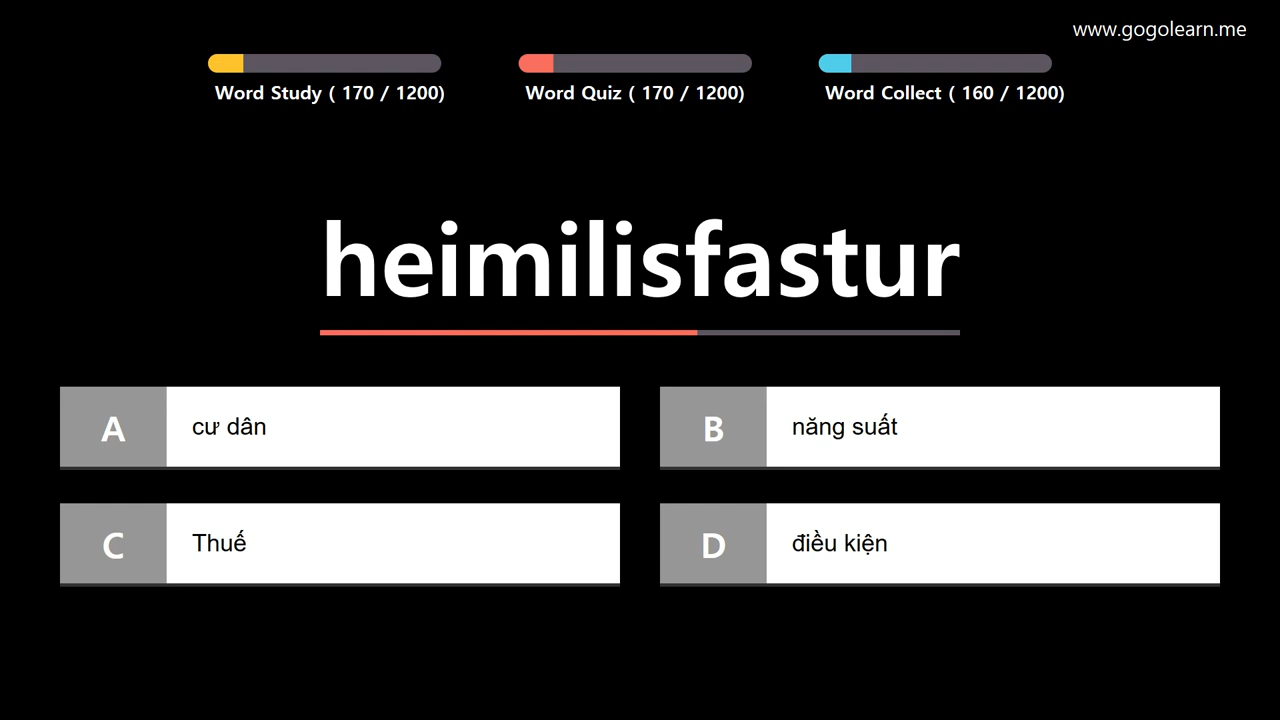 www.gogolearn.me
Word Study ( 170 / 1200)
Word Quiz ( 170 / 1200)
Word Collect ( 160 / 1200)
heimilisfastur
A cư dân
B năng suất
C Thuế
D điều kiện